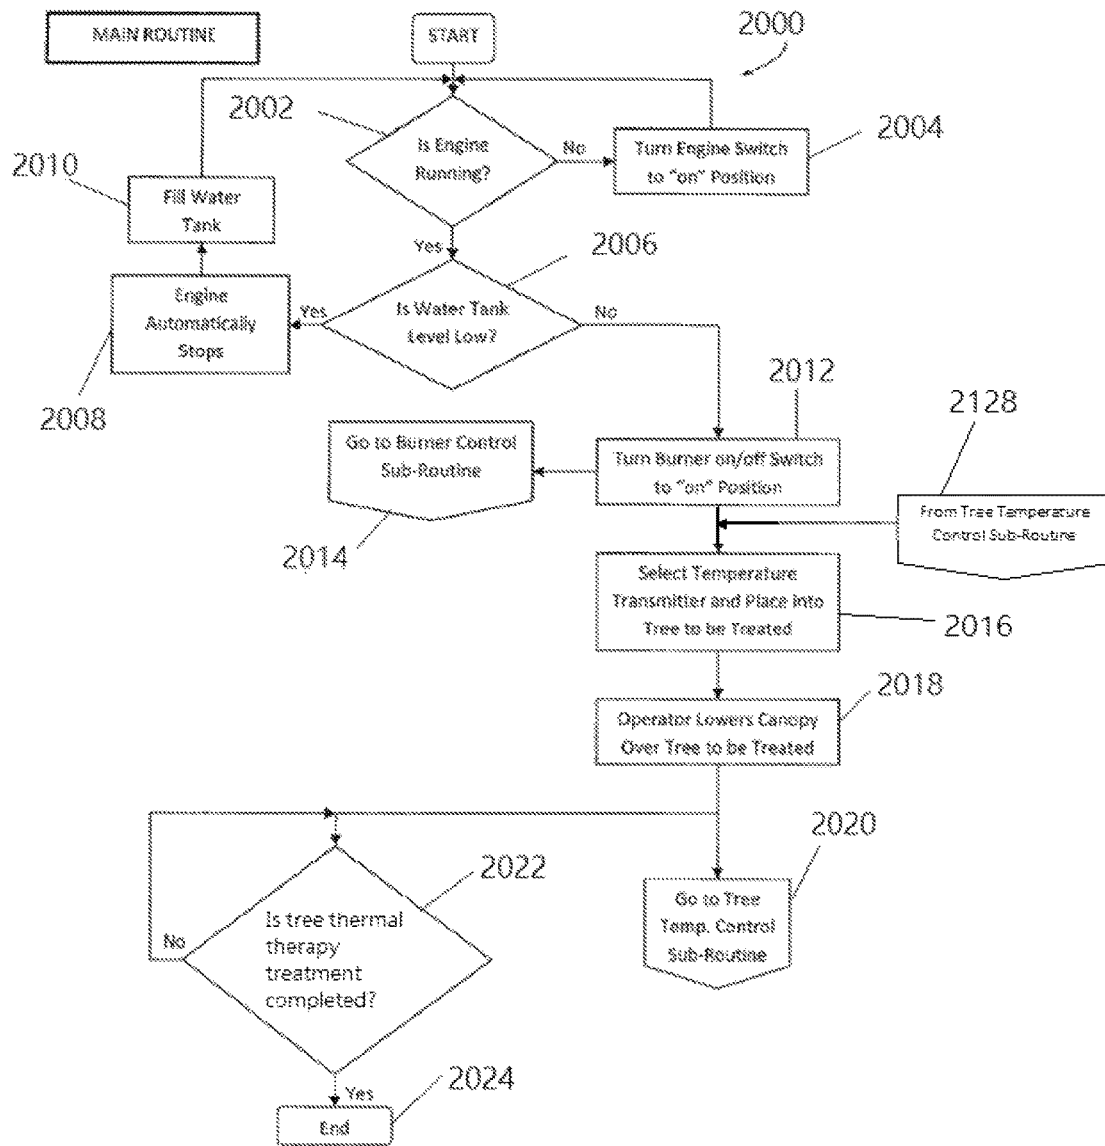 MAIN ROUTINE
START
2000
2002
Is Engine
Running?
No
Turn Engine Switch
to "on" Position
2004
2010
Fill Water
Tank
Yes
2006
Engine
Automatically
Stops
Yes
Is Water Tank
Level Low?
No
2008
2012
2128
Go to Burner Control
Sub-Routine
Turn Burner on/off Switch
to "on" Position
From Tree Temperature
Control Sub-Routine
2014
Select Temperature
Transmitter and Place into
Tree to be Treated
2016
2018
Operator Lowers Canopy
Over Tree to be Treated
2020
2022
Go to Tree
Temp. Control
Sub-Routine
No
Is tree thermal
therapy
treatment
completed?
2024
Yes
End